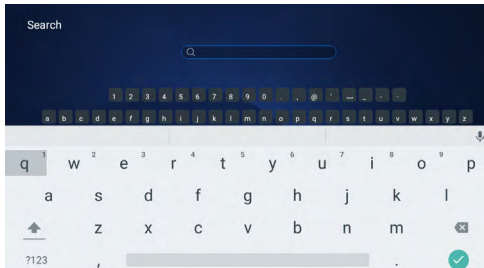 Search
1 2 3 4 5 6 7 8 9 0 . , @ ' _ - 
a b c d e f g h i j k l m n o p q r s t u v w x y z
q 1 w 2 e 3 r 4 t 5 y 6 u 7 i 8 o 9 p
a s d f g h j k l
z x c v b n m
?123 , .